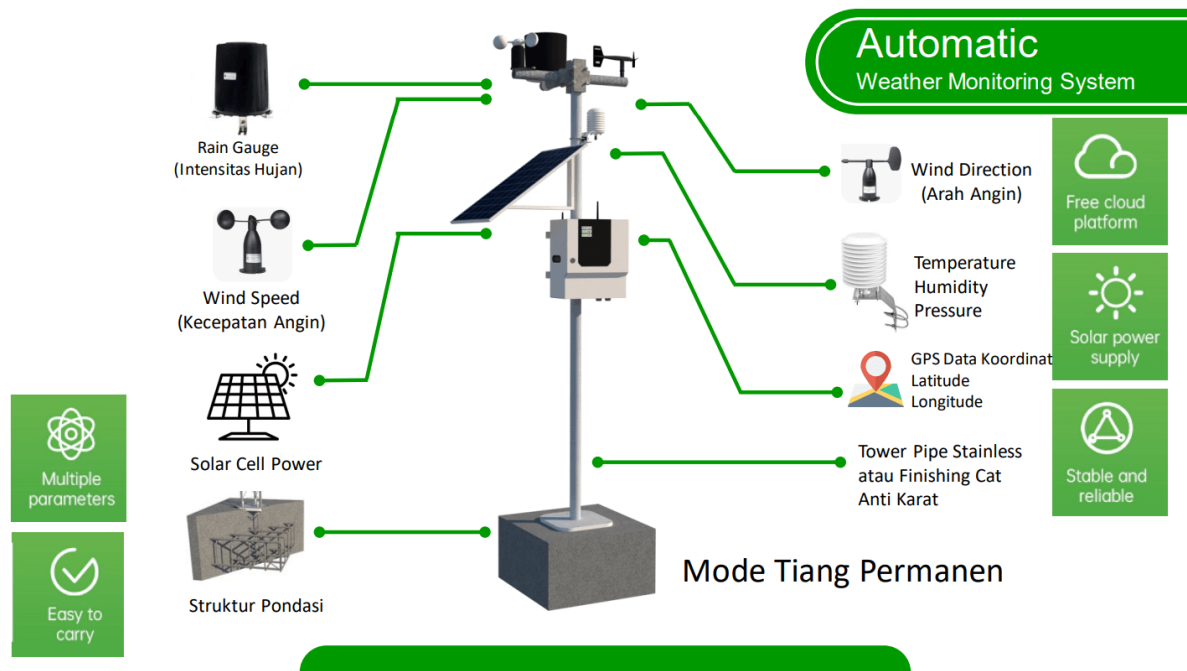 Automatic
Weather Monitoring System
Rain Gauge
(Intensitas Hujan)
Wind Speed
(Kecepatan Angin)
Solar Cell Power
Struktur Pondasi
Multiple
parameters
Easy to
carry
Wind Direction
(Arah Angin)
Temperature
Humidity
Pressure
GPS Data Koordinat
Latitude
Longitude
Tower Pipe Stainless
atau Finishing Cat
Anti Karat
Mode Tiang Permanen
Free cloud
platform
Solar power
supply
Stable and
reliable